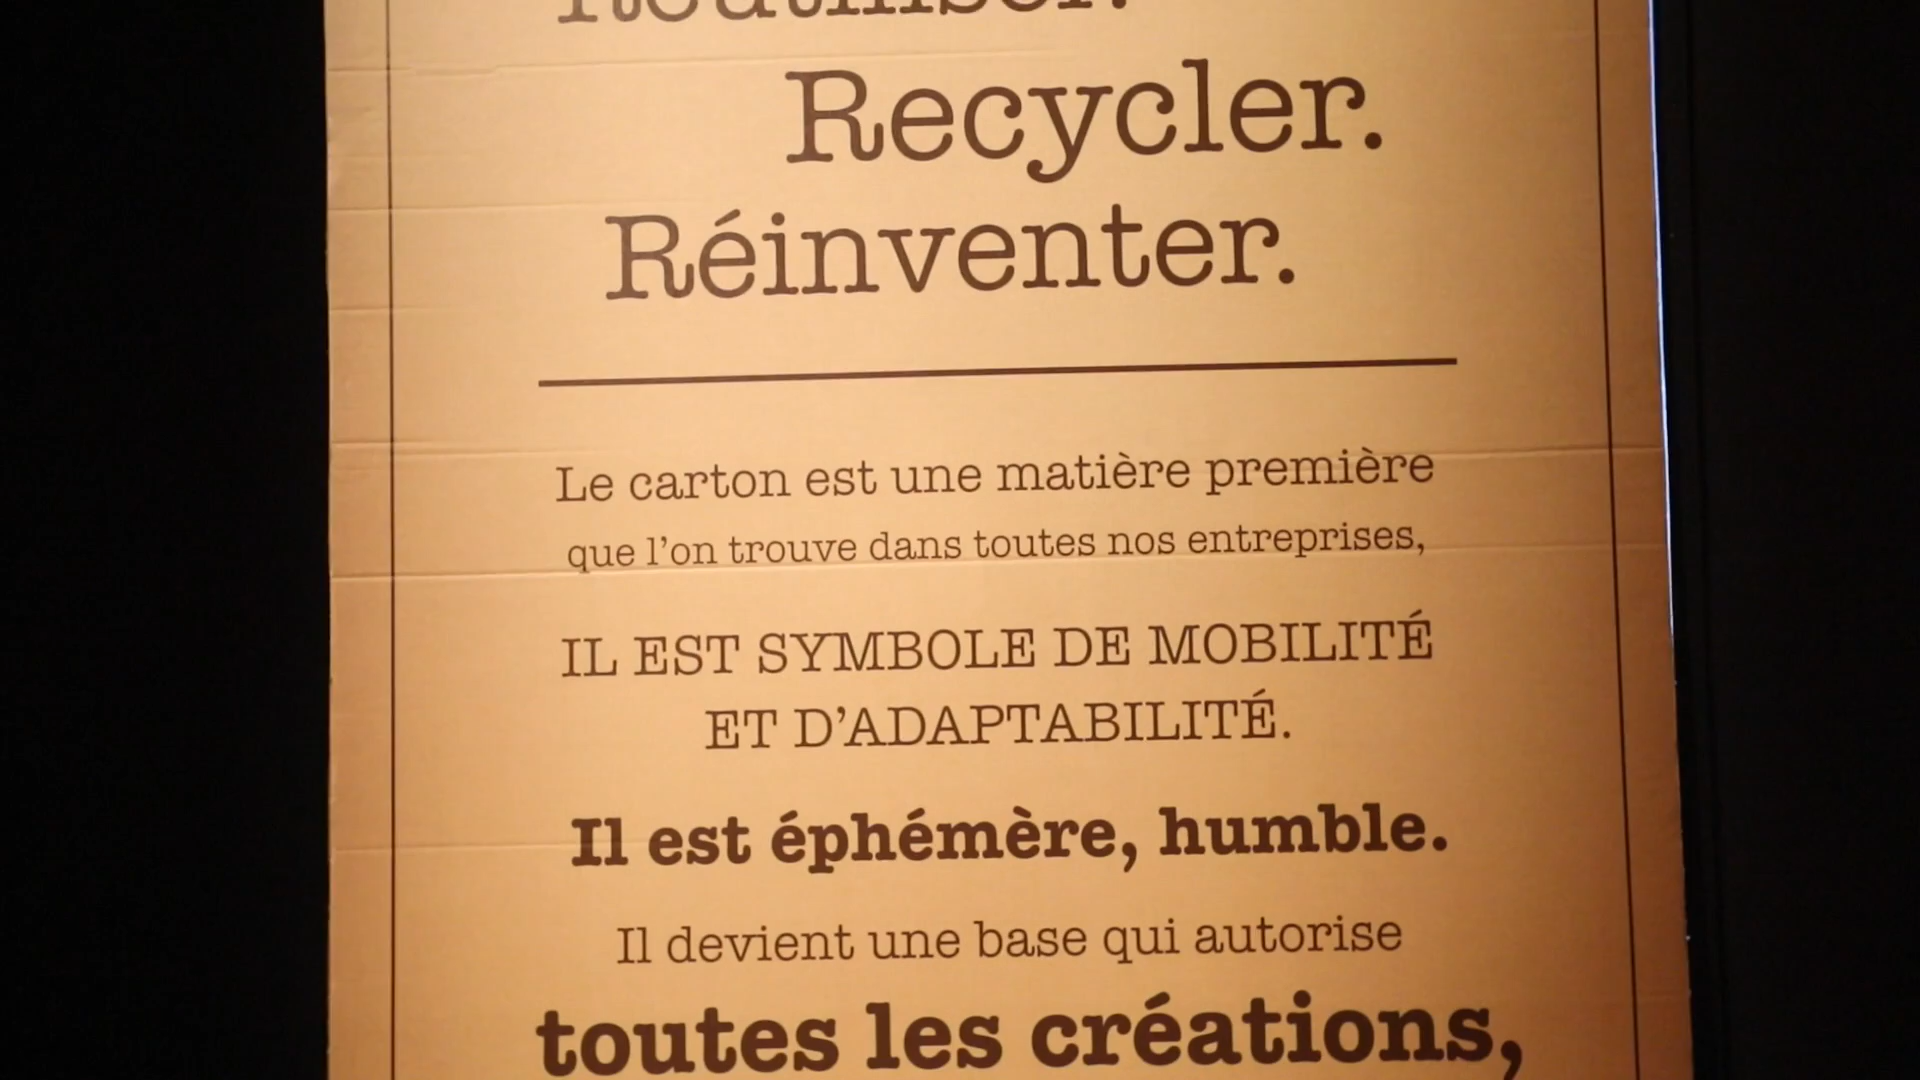 Réutiliser.
Recycler.
Réinventer.
Le carton est une matière première
que l'on trouve dans toutes nos entreprises,
IL EST SYMBOLE DE MOBILITÉ
ET D'ADAPTABILITÉ.
Il est éphémère, humble.
Il devient une base qui autorise
toutes les créations,